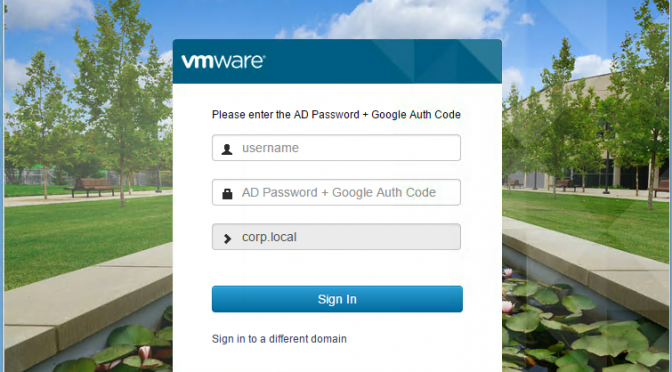 vmware
Please enter the AD Password + Google Auth Code
username
AD Password + Google Auth Code
corp.local
Sign In
Sign in to a different domain